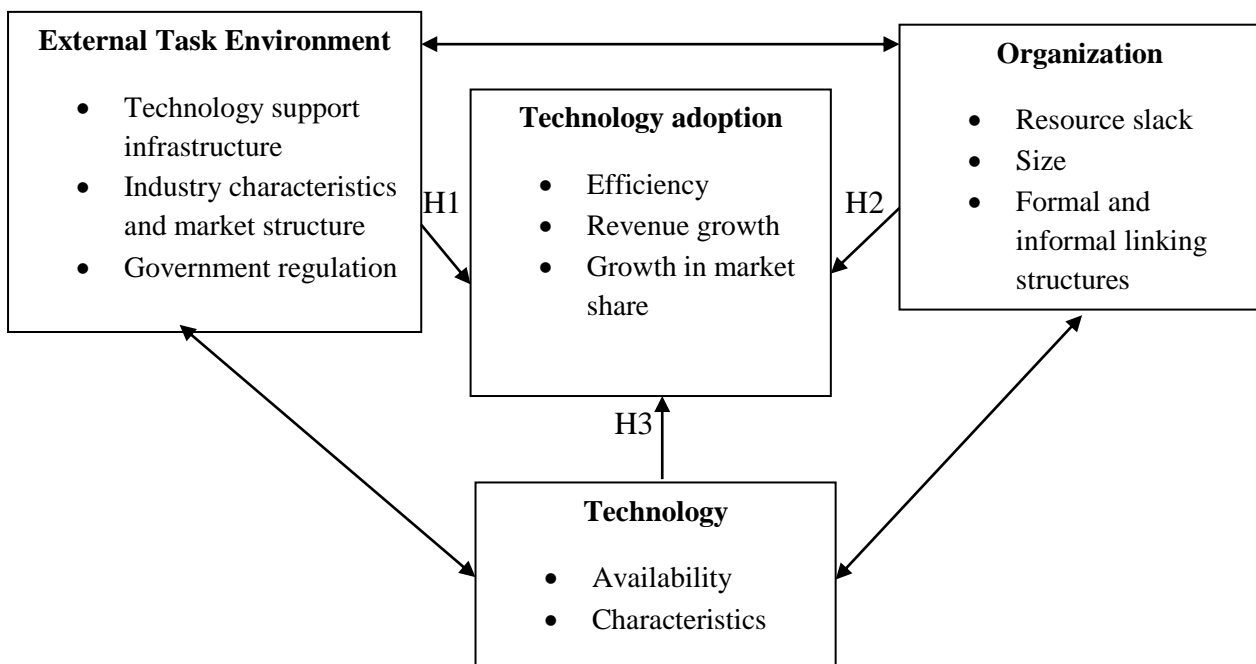 External Task Environment
• Technology support
infrastructure
• Industry characteristics
and market structure
• Government regulation
H1
Technology adoption
• Efficiency
• Revenue growth
• Growth in market
share
H2
Organization
• Resource slack
• Size
• Formal and
informal linking
structures
H3
Technology
• Availability
• Characteristics